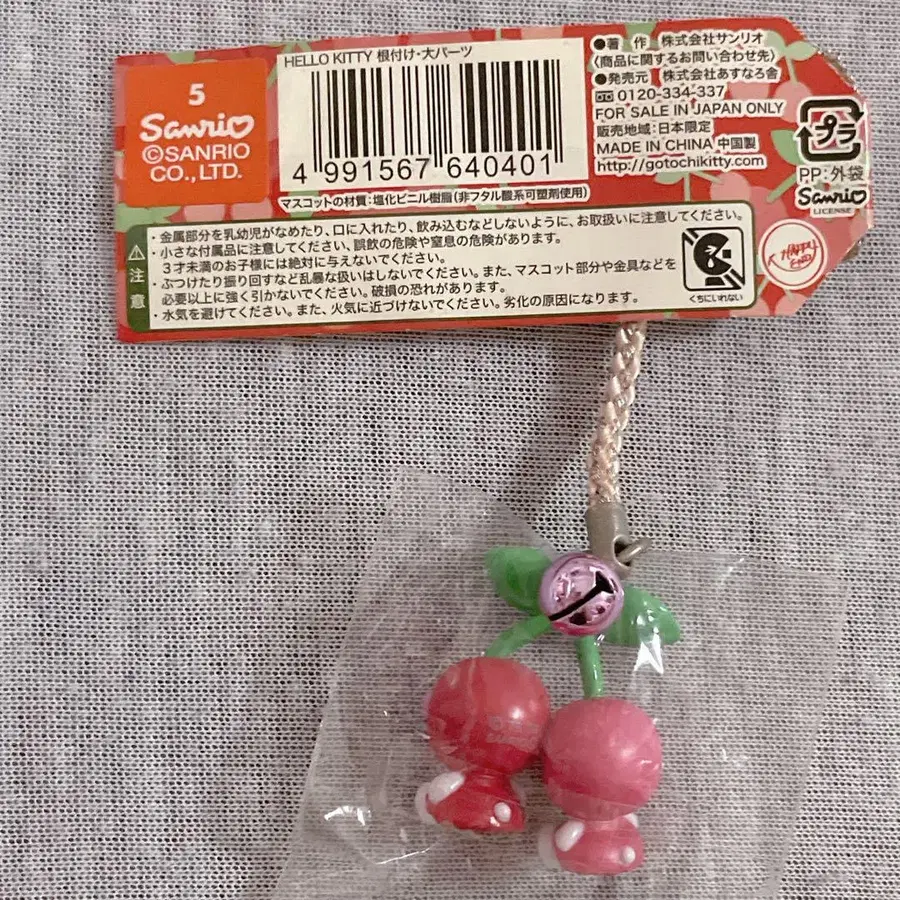 5
Sanrio
©SANRIO
CO.,LTD.
HELLO KITTY 根付け・大パーツ
4 991567 640401
マスコットの材質：塩化ビニル樹脂（非フタル酸系可塑剤使用）
●著　作　株式会社サンリオ
〈商品に関するお問い合わせ先〉
●発売元　株式会社あすなろ舎
0120-334-337
FOR SALE IN JAPAN ONLY
販売地域：日本限定
MADE IN CHINA 中国製
http://gotochikitty.com
プラ
PP：外袋
Sanrio
LICENSE
注意
・金属部分を乳幼児がなめたり、口に入れたり、飲み込むなどしないように、お取扱いに注意してください。
・小さな付属品に注意してください、誤飲の危険や窒息の危険があります。
３才未満のお子様には絶対に与えないでください。
・ぶつけたり振り回すなど乱暴な扱いはしないでください。また、マスコット部分や金具などを
必要以上に強く引かないでください。破損の恐れがあります。
・水気を避けてください。また、火気に近づけないでください。劣化の原因になります。
くちにいれない
HAPPY
END